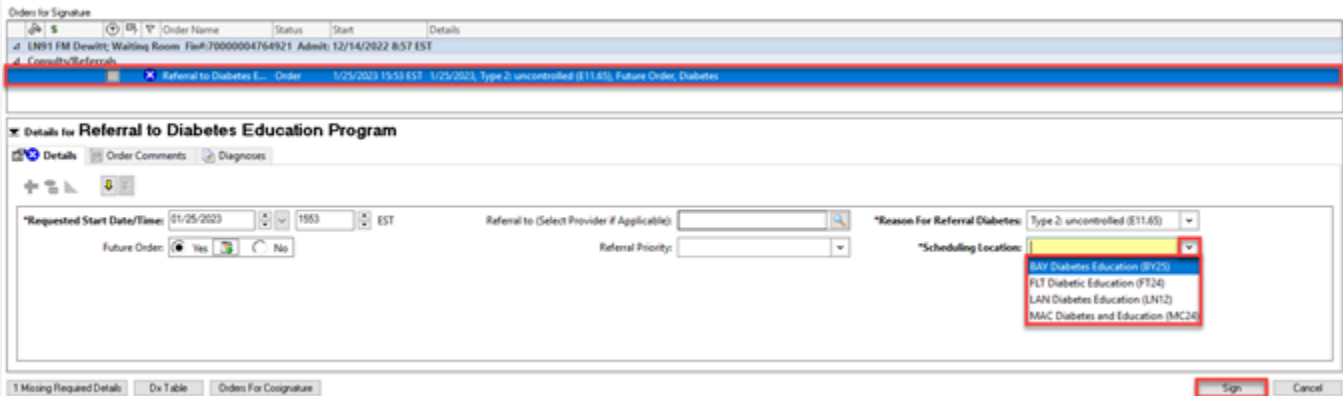 Orders for Signature
$ Order Name Status Start Details
LN91 FM Dewitt; Waiting Room Fin#:70000004764921 Admit: 12/14/2022 8:57 EST
Consults/Referrals
Referral to Diabetes E... Order 1/25/2023 15:53 EST 1/25/2023, Type 2: uncontrolled (E11.65), Future Order, Diabetes
Details for Referral to Diabetes Education Program
Details Order Comments Diagnoses
*Requested Start Date/Time: 01/25/2023 1553 EST Referral to (Select Provider if Applicable): *Reason For Referral Diabetes: Type 2: uncontrolled (E11.65)
Future Order: Yes No Referral Priority: *Scheduling Location:
BAY Diabetes Education (BY25)
FLT Diabetic Education (FT24)
LAN Diabetes Education (LN12)
MAC Diabetes and Education (MC24)
1 Missing Required Details Dx Table Orders For Cosignature Sign Cancel